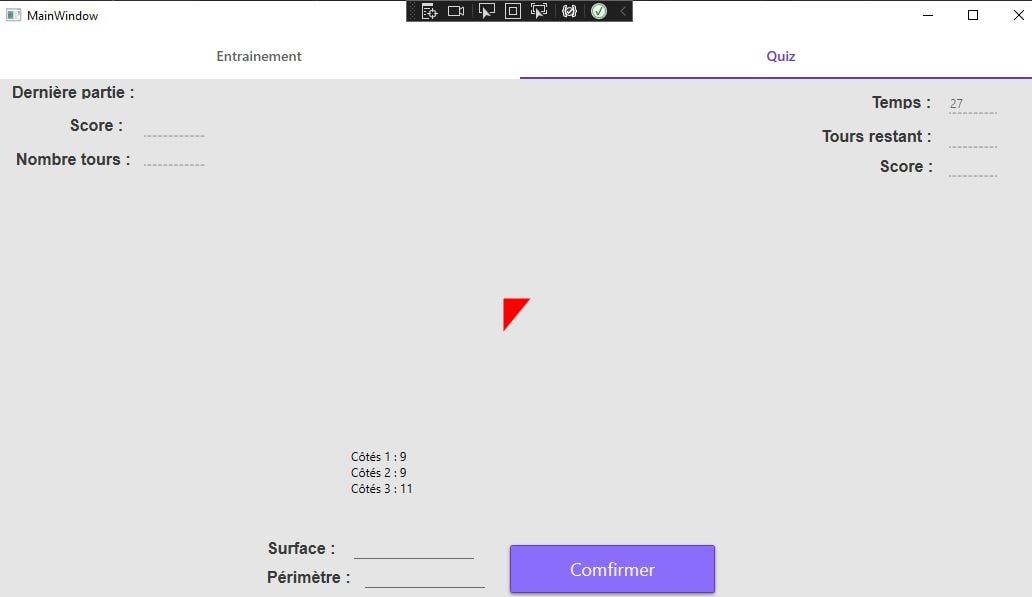 MainWindow
Entrainement
Quiz
Dernière partie :
Score :
Nombre tours :
Temps : 27
Tours restant :
Score :
Côtés 1 : 9
Côtés 2 : 9
Côtés 3 : 11
Surface :
Périmètre :
Comfirmer